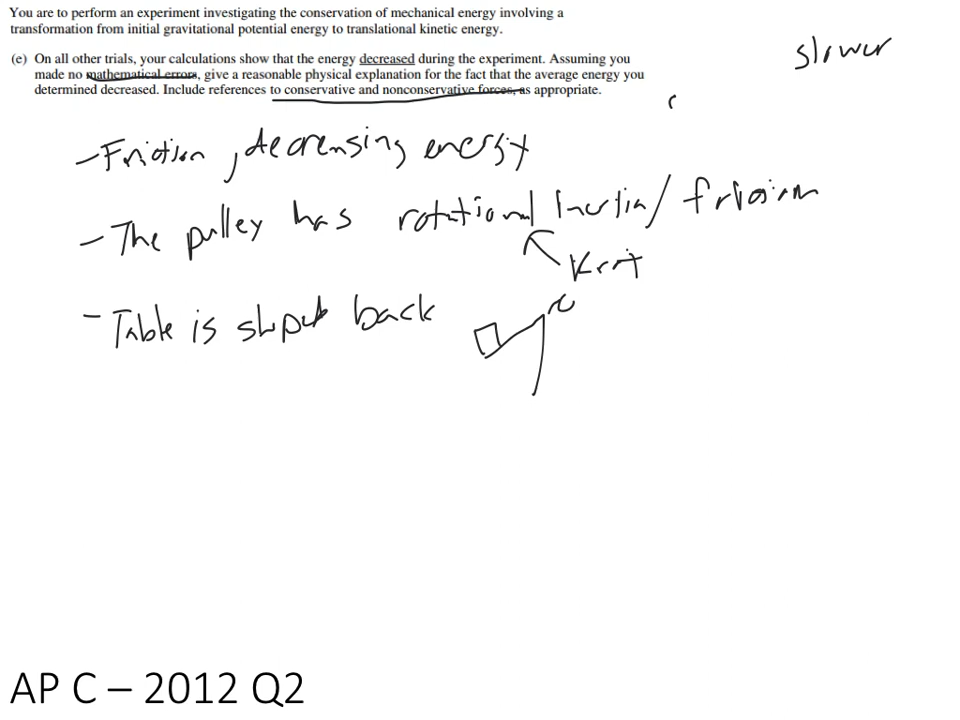 You are to perform an experiment investigating the conservation of mechanical energy involving a
transformation from initial gravitational potential energy to translational kinetic energy.
slower
(e) On all other trials, your calculations show that the energy decreased during the experiment. Assuming you
made no mathematical errors, give a reasonable physical explanation for the fact that the average energy you
determined decreased. Include references to conservative and nonconservative forces, as appropriate.
- Friction, decreasing energy
- The pulley has rotational Inertia/ friction
Krot
- Table is back
AP C – 2012 Q2